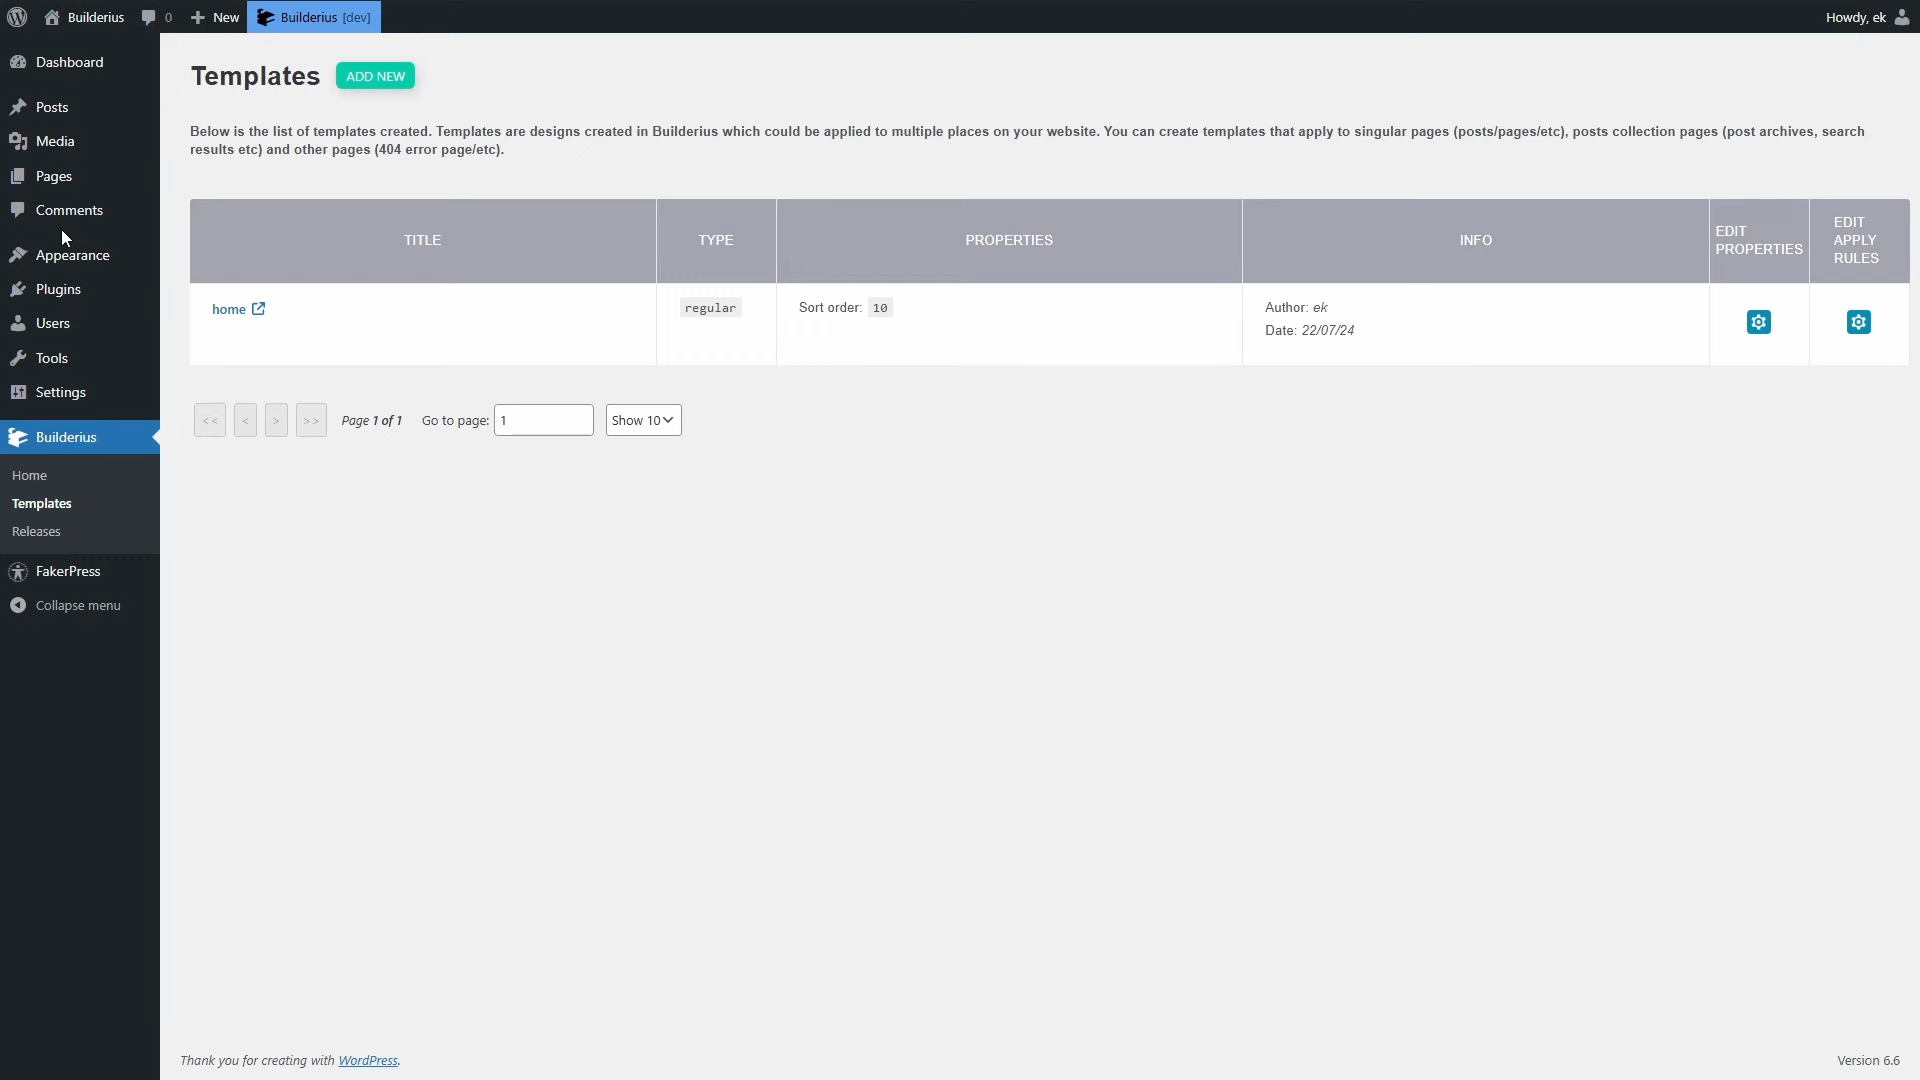 Builderius 0 New Builderius [dev] Howdy, ek
Dashboard
Posts
Media
Pages
Comments
Appearance
Plugins
Users
Tools
Settings
Builderius
Home
Templates
Releases
FakerPress
Collapse menu
Templates ADD NEW
Below is the list of templates created. Templates are designs created in Builderius which could be applied to multiple places on your website. You can create templates that apply to singular pages (posts/pages/etc), posts collection pages (post archives, search
results etc) and other pages (404 error page/etc).
TITLE TYPE PROPERTIES INFO EDIT PROPERTIES EDIT APPLY RULES
home regular Sort order: 10 Author: ek
Date: 22/07/24
<< < > >> Page 1 of 1 Go to page: 1 Show 10
Thank you for creating with WordPress. Version 6.6